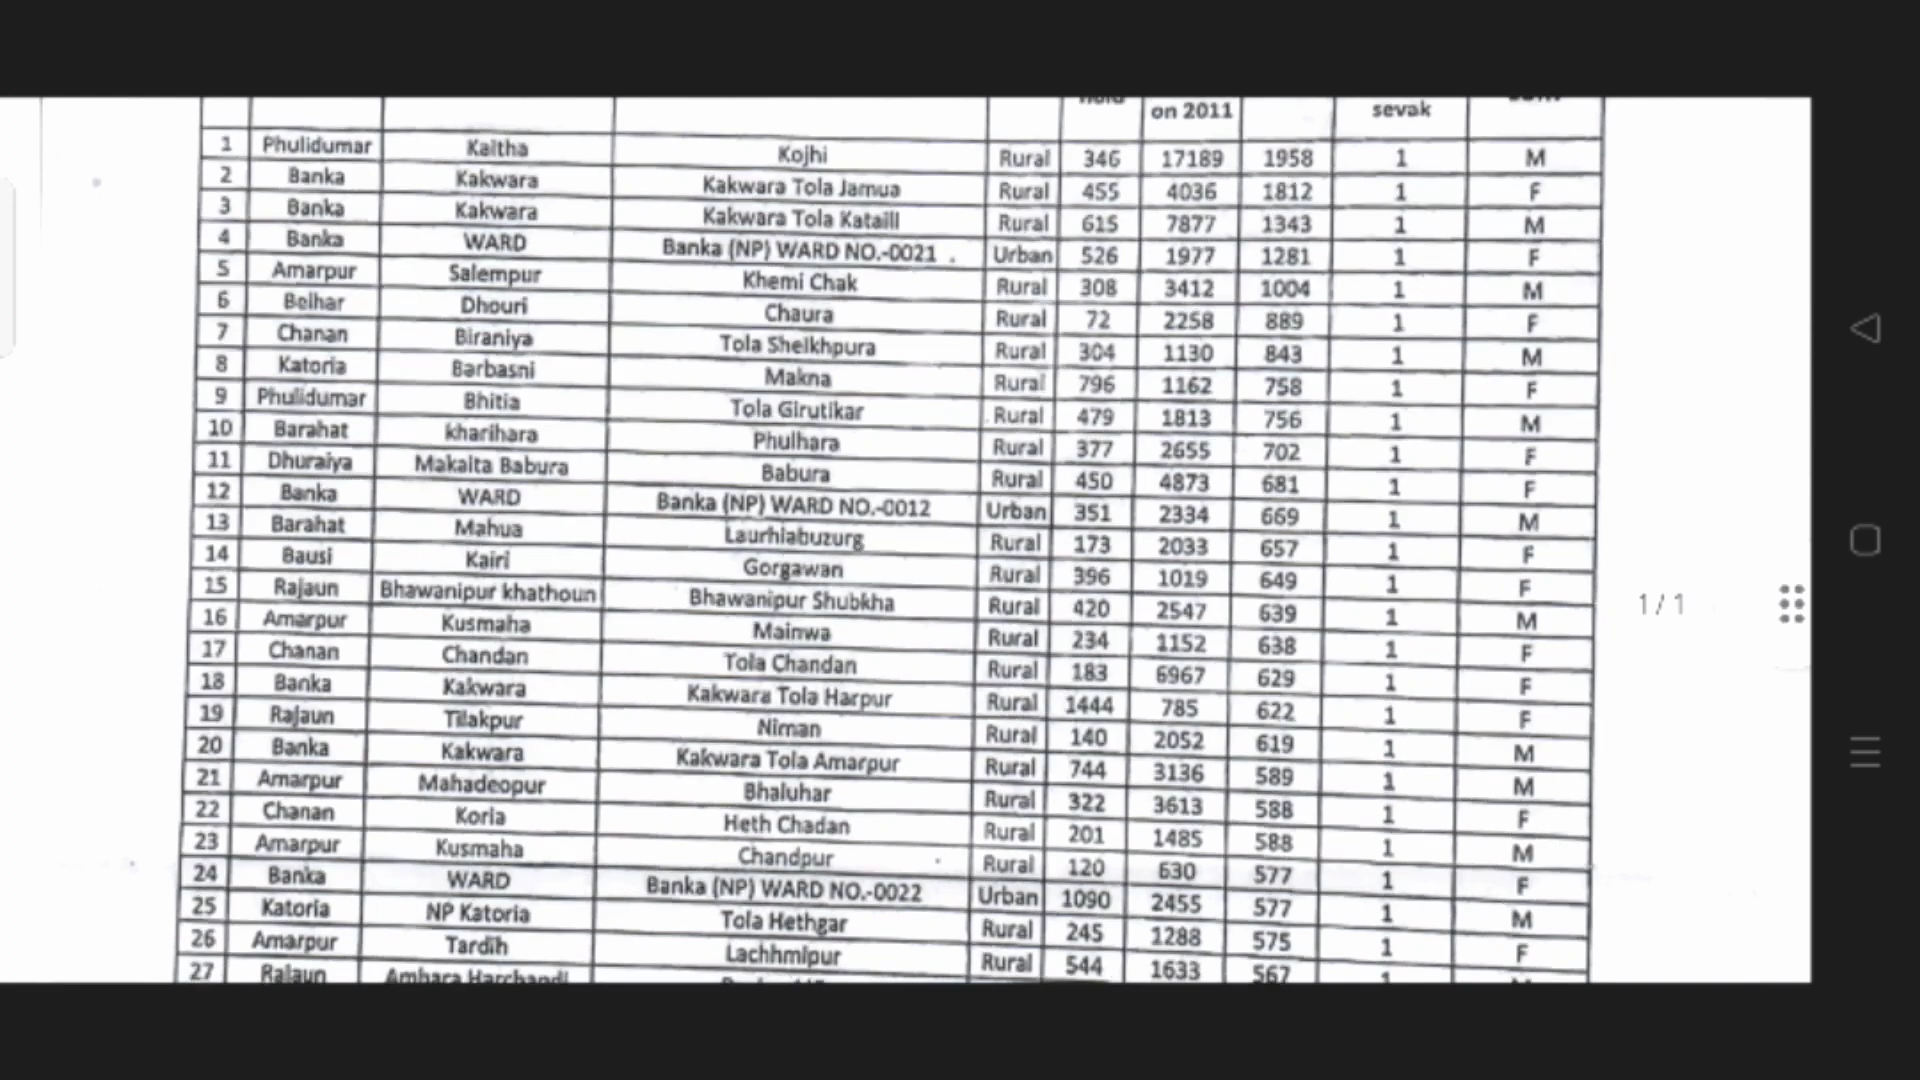 on 2011 sevak
1 Phulidumar Kaitha Kojhi Rural 346 17189 1958 1 M
2 Banka Kakwara Kakwara Tola Jamua Rural 455 4036 1812 1 F
3 Banka Kakwara Kakwara Tola Kataill Rural 615 7877 1343 1 M
4 Banka WARD Banka (NP) WARD NO.-0021 Urban 526 1977 1281 1 F
5 Amarpur Salempur Khemi Chak Rural 308 3412 1004 1 M
6 Belhar Dhouri Chaura Rural 72 2258 889 1 F
7 Chanan Biraniya Tola Sheikhpura Rural 304 1130 843 1 M
8 Katoria Barbasni Makna Rural 796 1162 758 1 F
9 Phulidumar Bhitia Tola Girutikar Rural 479 1813 756 1 M
10 Barahat kharihara Phulhara Rural 377 2655 702 1 F
11 Dhuraiya Makaita Babura Babura Rural 450 4873 681 1 F
12 Banka WARD Banka (NP) WARD NO.-0012 Urban 351 2334 669 1 M
13 Barahat Mahua Laurhiabuzurg Rural 173 2033 657 1 F
14 Bausi Kairi Gorgawan Rural 396 1019 649 1 F
15 Rajaun Bhawanipur khathoun Bhawanipur Shubkha Rural 420 2547 639 1 M
16 Amarpur Kusmaha Mainwa Rural 234 1152 638 1 F
17 Chanan Chandan Tola Chandan Rural 183 6967 629 1 F
18 Banka Kakwara Kakwara Tola Harpur Rural 1444 785 622 1 F
19 Rajaun Tilakpur Niman Rural 140 2052 619 1 M
20 Banka Kakwara Kakwara Tola Amarpur Rural 744 3136 589 1 M
21 Amarpur Mahadeopur Bhaluhar Rural 322 3613 588 1 F
22 Chanan Koria Heth Chadan Rural 201 1485 588 1 M
23 Amarpur Kusmaha Chandpur Rural 120 630 577 1 F
24 Banka WARD Banka (NP) WARD NO.-0022 Urban 1090 2455 577 1 M
25 Katoria NP Katoria Tola Hethgar Rural 245 1288 575 1 F
26 Amarpur Tardih Lachhmipur Rural 544 1633 567 1
27 Rajaun Ambara Harchandi
1/1